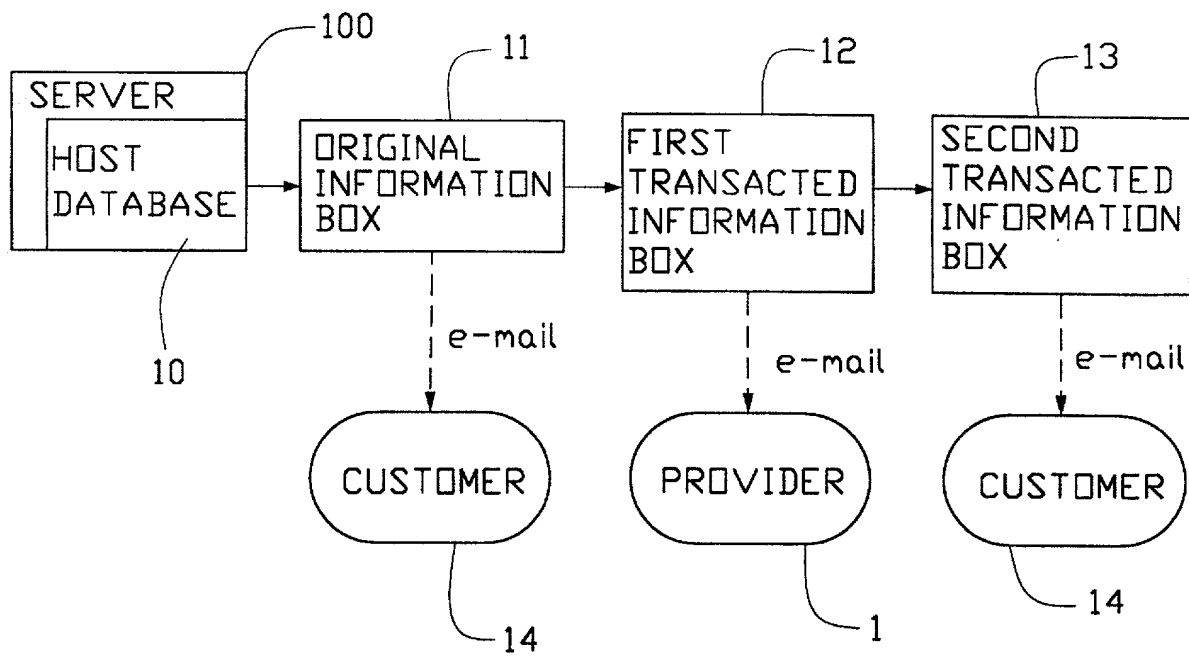 100
11
12
13
SERVER
HOST
DATABASE
ORIGINAL
INFORMATION
BOX
FIRST
TRANSACTED
INFORMATION
BOX
SECOND
TRANSACTED
INFORMATION
BOX
10
e-mail
e-mail
e-mail
CUSTOMER
PROVIDER
CUSTOMER
14
1
14